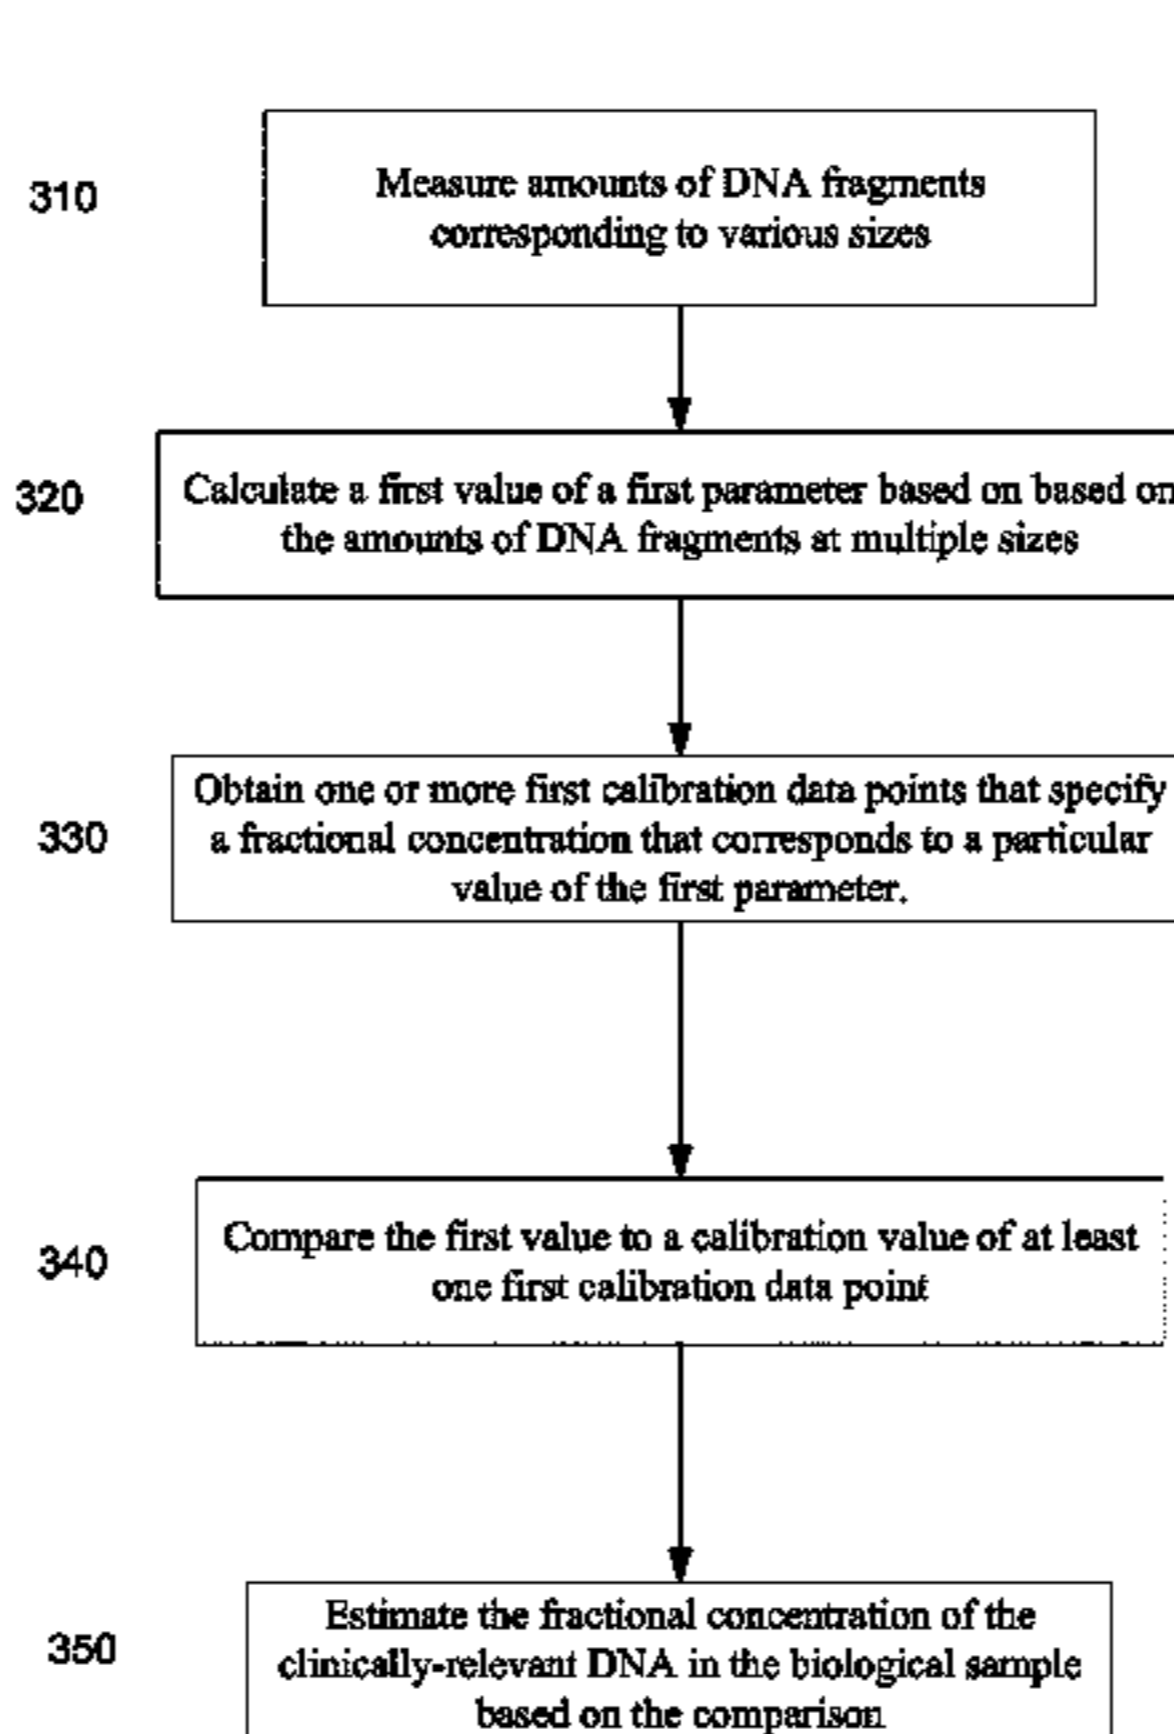 310
Measure amounts of DNA fragments
corresponding to various sizes
320
Calculate a first value of a first parameter based on based on
the amounts of DNA fragments at multiple sizes
330
Obtain one or more first calibration data points that specify
a fractional concentration that corresponds to a particular
value of the first parameter.
340
Compare the first value to a calibration value of at least
one first calibration data point
350
Estimate the fractional concentration of the
clinically-relevant DNA in the biological sample
based on the comparison